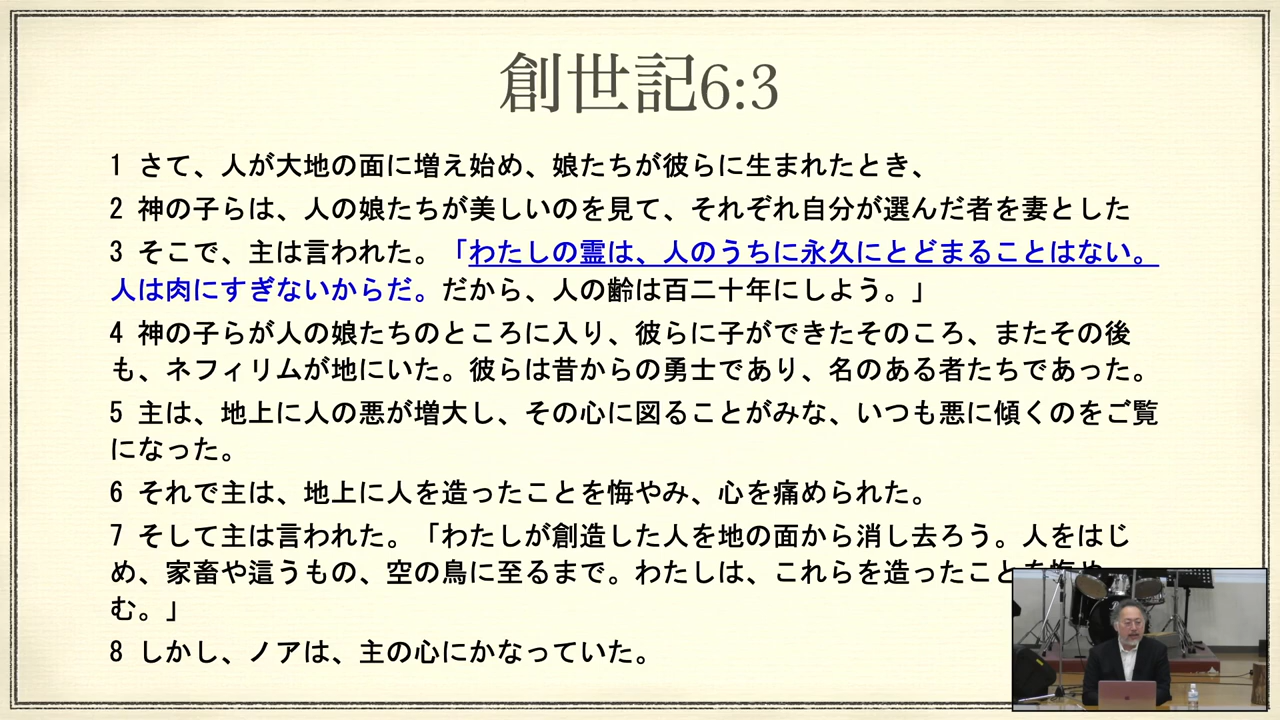 創世記6:3
1 さて、人が大地の面に増え始め、娘たちが彼らに生まれたとき、
2 神の子らは、人の娘たちが美しいのを見て、それぞれ自分が選んだ者を妻とした
3 そこで、主は言われた。「わたしの霊は、人のうちに永久にとどまることはない。
人は肉にすぎないからだ。だから、人の齢は百二十年にしよう。」
4 神の子らが人の娘たちのところに入り、彼らに子ができたそのころ、またその後
も、ネフィリムが地にいた。彼らは昔からの勇士であり、名のある者たちであった。
5 主は、地上に人の悪が増大し、その心に図ることがみな、いつも悪に傾くのをご覧
になった。
6 それで主は、地上に人を造ったことを悔やみ、心を痛められた。
7 そして主は言われた。「わたしが創造した人を地の面から消し去ろう。人をはじ
め、家畜や這うもの、空の鳥に至るまで。わたしは、これらを造ったことを悔や
む。」
8 しかし、ノアは、主の心にかなっていた。